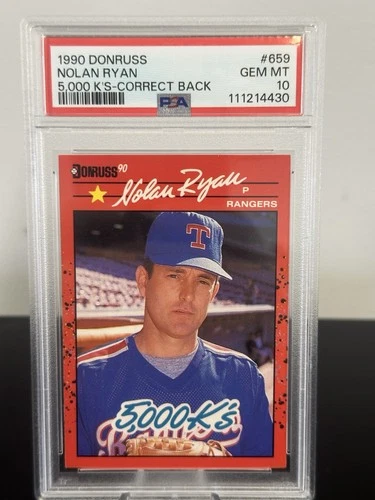 1990 DONRUSS #659
NOLAN RYAN GEM MT
5,000 K'S-CORRECT BACK 10
PSA 111214430
DONRUSS '90
Nolan Ryan P
RANGERS
T
5,000 K's